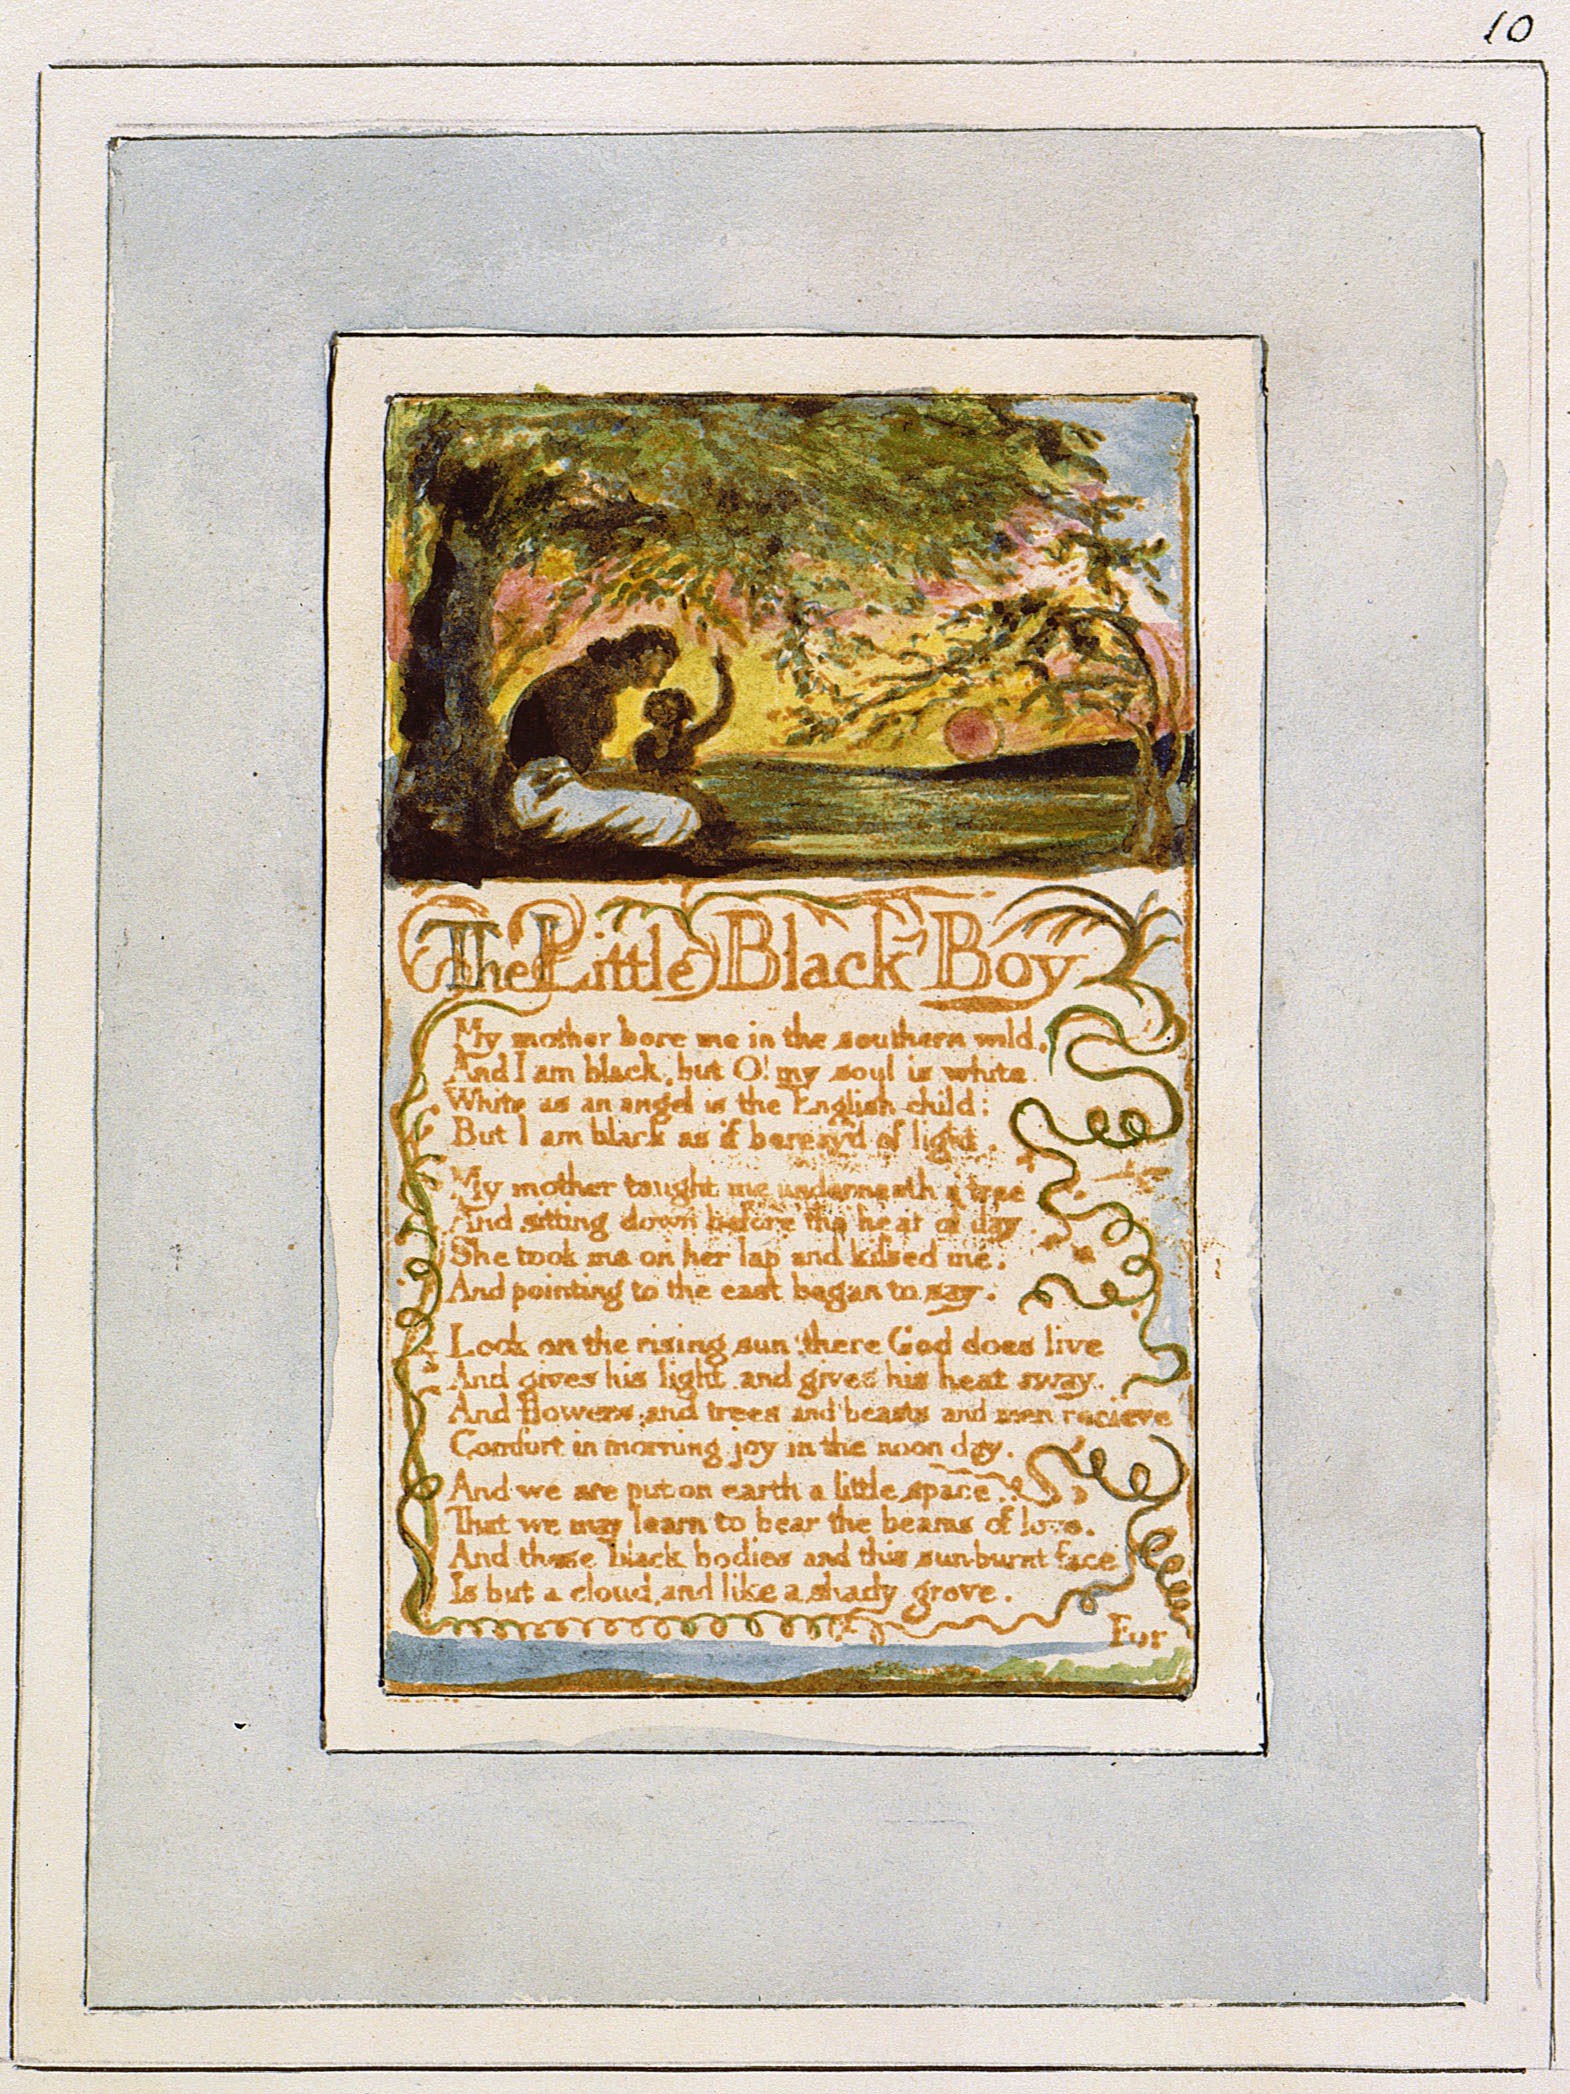 10
The Little Black Boy
My mother bore me in the southern wild,
And I am black, but O! my soul is white.
White as an angel is the English child:
But I am black as if bereav'd of light.
My mother taught me underneath a tree
And sitting down before the heat of day,
She took me on her lap and kissed me,
And pointing to the east began to say.
Look on the rising sun: there God does live
And gives his light, and gives his heat away.
And flowers and trees and beasts and men recieve
Comfort in morning joy in the noon day.
And we are put on earth a little space,
That we may learn to bear the beams of love.
And these black bodies and this sun-burnt face
Is but a cloud, and like a shady grove.
For